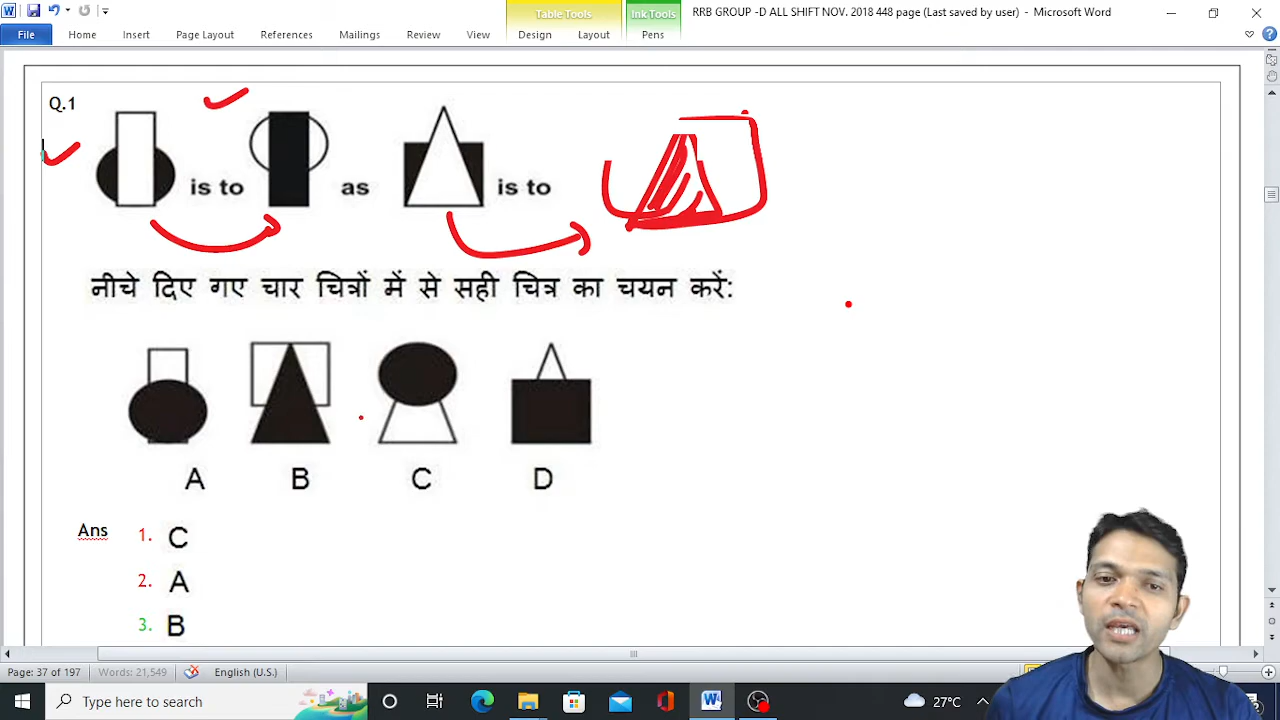 Table Tools
Ink Tools
RRB GROUP -D ALL SHIFT NOV. 2018 448 page (Last saved by user) - Microsoft Word
File Home Insert Page Layout References Mailings Review View Design Layout Pens
Q.1
is to as is to
नीचे दिए गए चार चित्रों में से सही चित्र का चयन करें:
A B C D
Ans 1. C
2. A
3. B
Page: 37 of 197 Words: 21,549 English (U.S.)
Type here to search 27°C